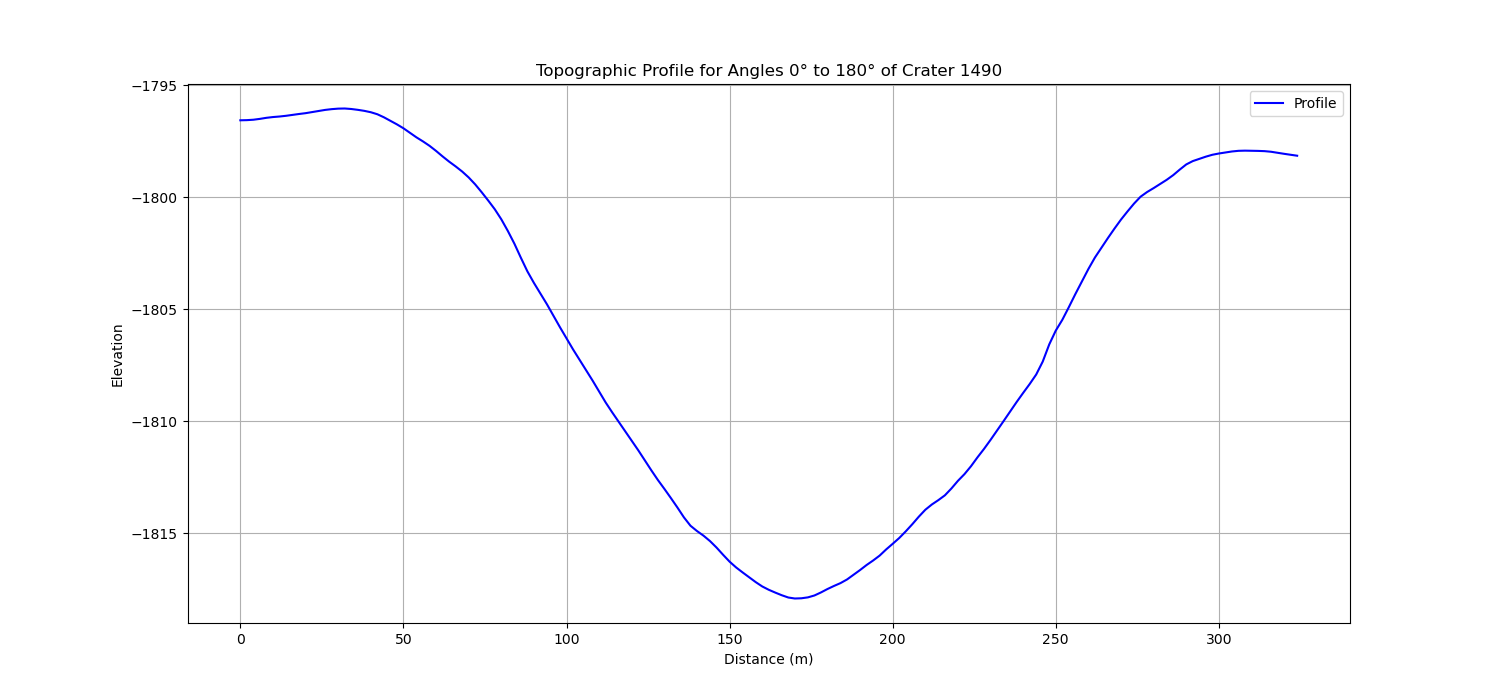 Topographic Profile for Angles 0° to 180° of Crater 1490
Profile
−1795
−1800
−1805
−1810
−1815
Elevation
0 50 100 150 200 250 300
Distance (m)